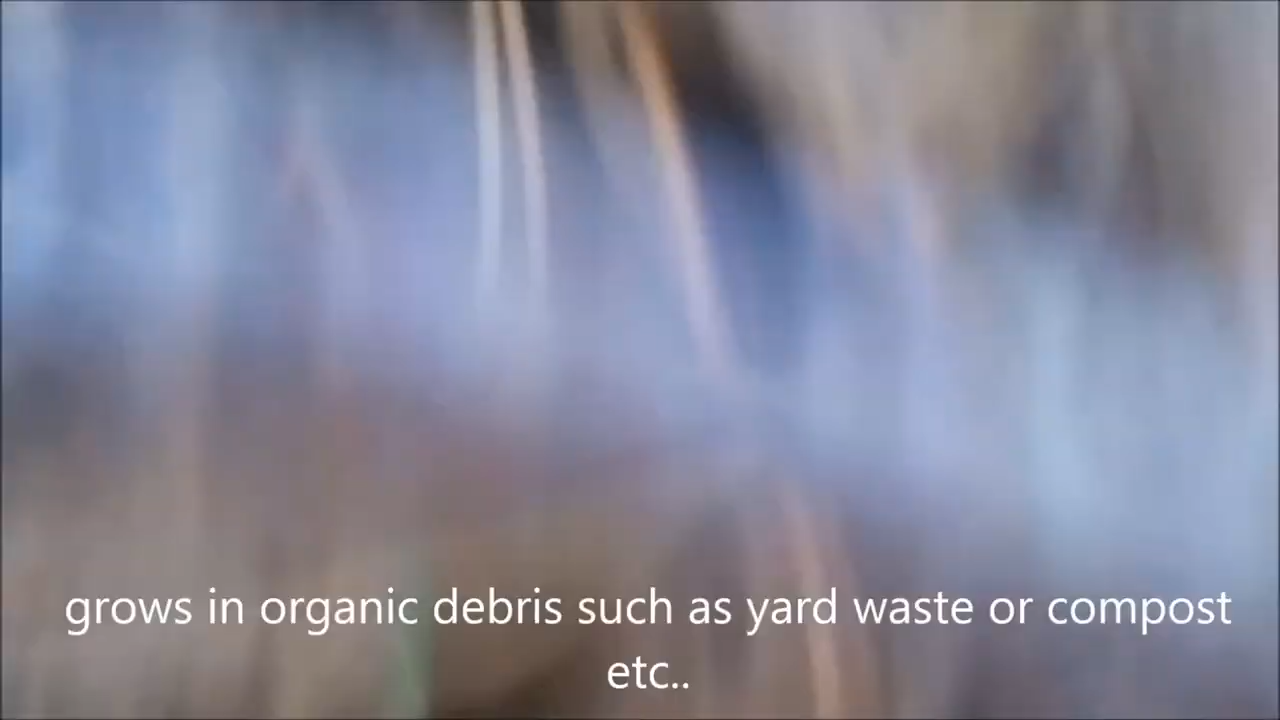 grows in organic debris such as yard waste or compost
etc..